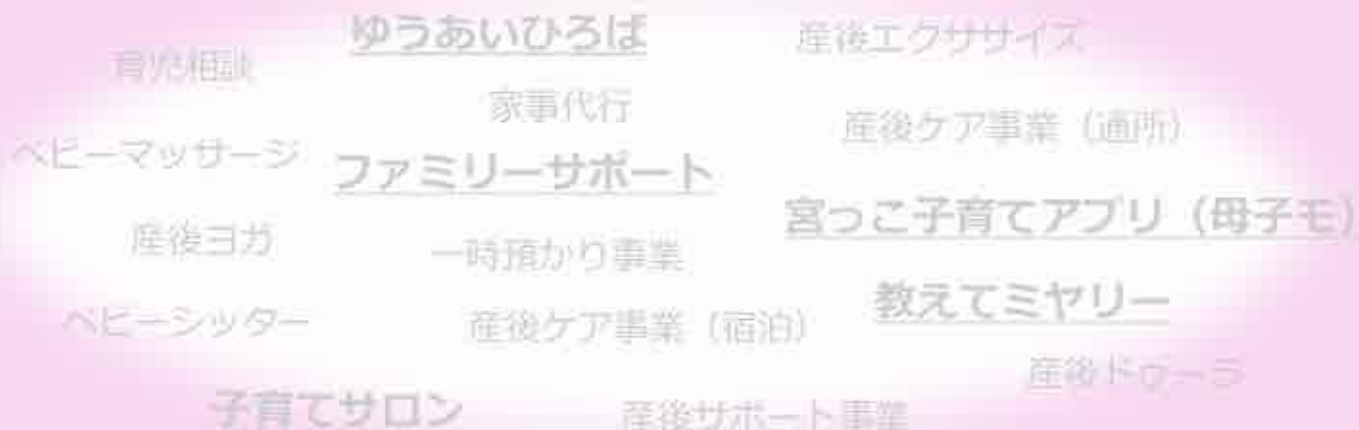 ゆうあいひろば
産後エクササイズ
育児相談
家事代行
産後ケア事業（通所）
ベビーマッサージ
ファミリーサポート
宮っこ子育てアプリ（母子モ）
産後ヨガ
一時預かり事業
教えてミヤリー
ベビーシッター
産後ケア事業（宿泊）
産後ドゥーラ
子育てサロン
産後サポート事業